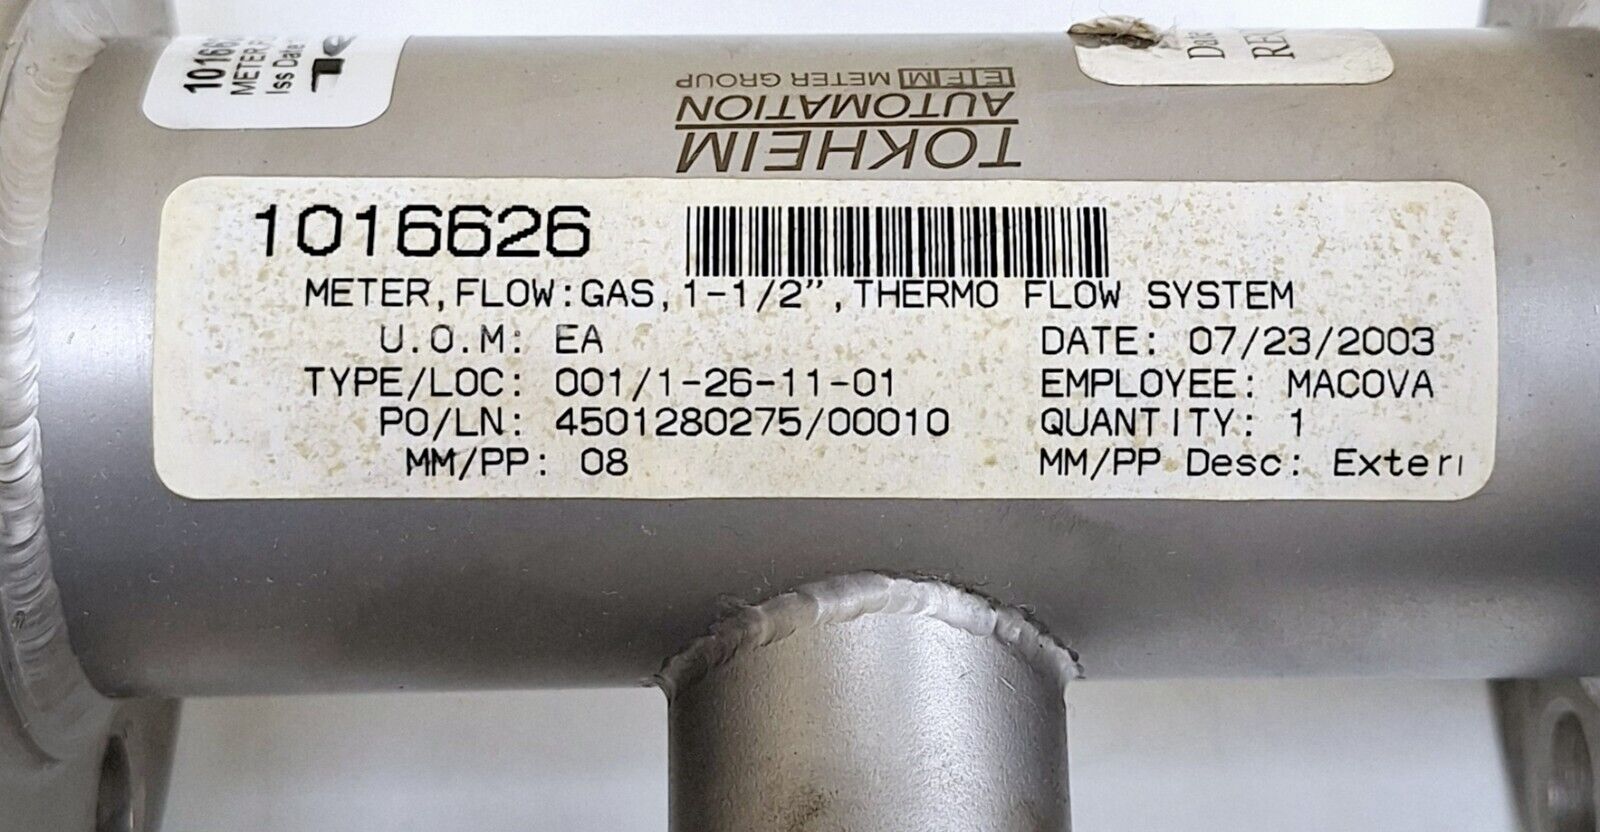 METER
Iss Date
Date
TOKHEIM
AUTOMATION
EFM METER GROUP
1016626
METER,FLOW:GAS,1-1/2”,THERMO FLOW SYSTEM
U.O.M: EA
DATE: 07/23/2003
TYPE/LOC: 001/1-26-11-01
EMPLOYEE: MACOVA
PO/LN: 4501280275/00010
QUANTITY: 1
MM/PP: 08
MM/PP Desc: Extern